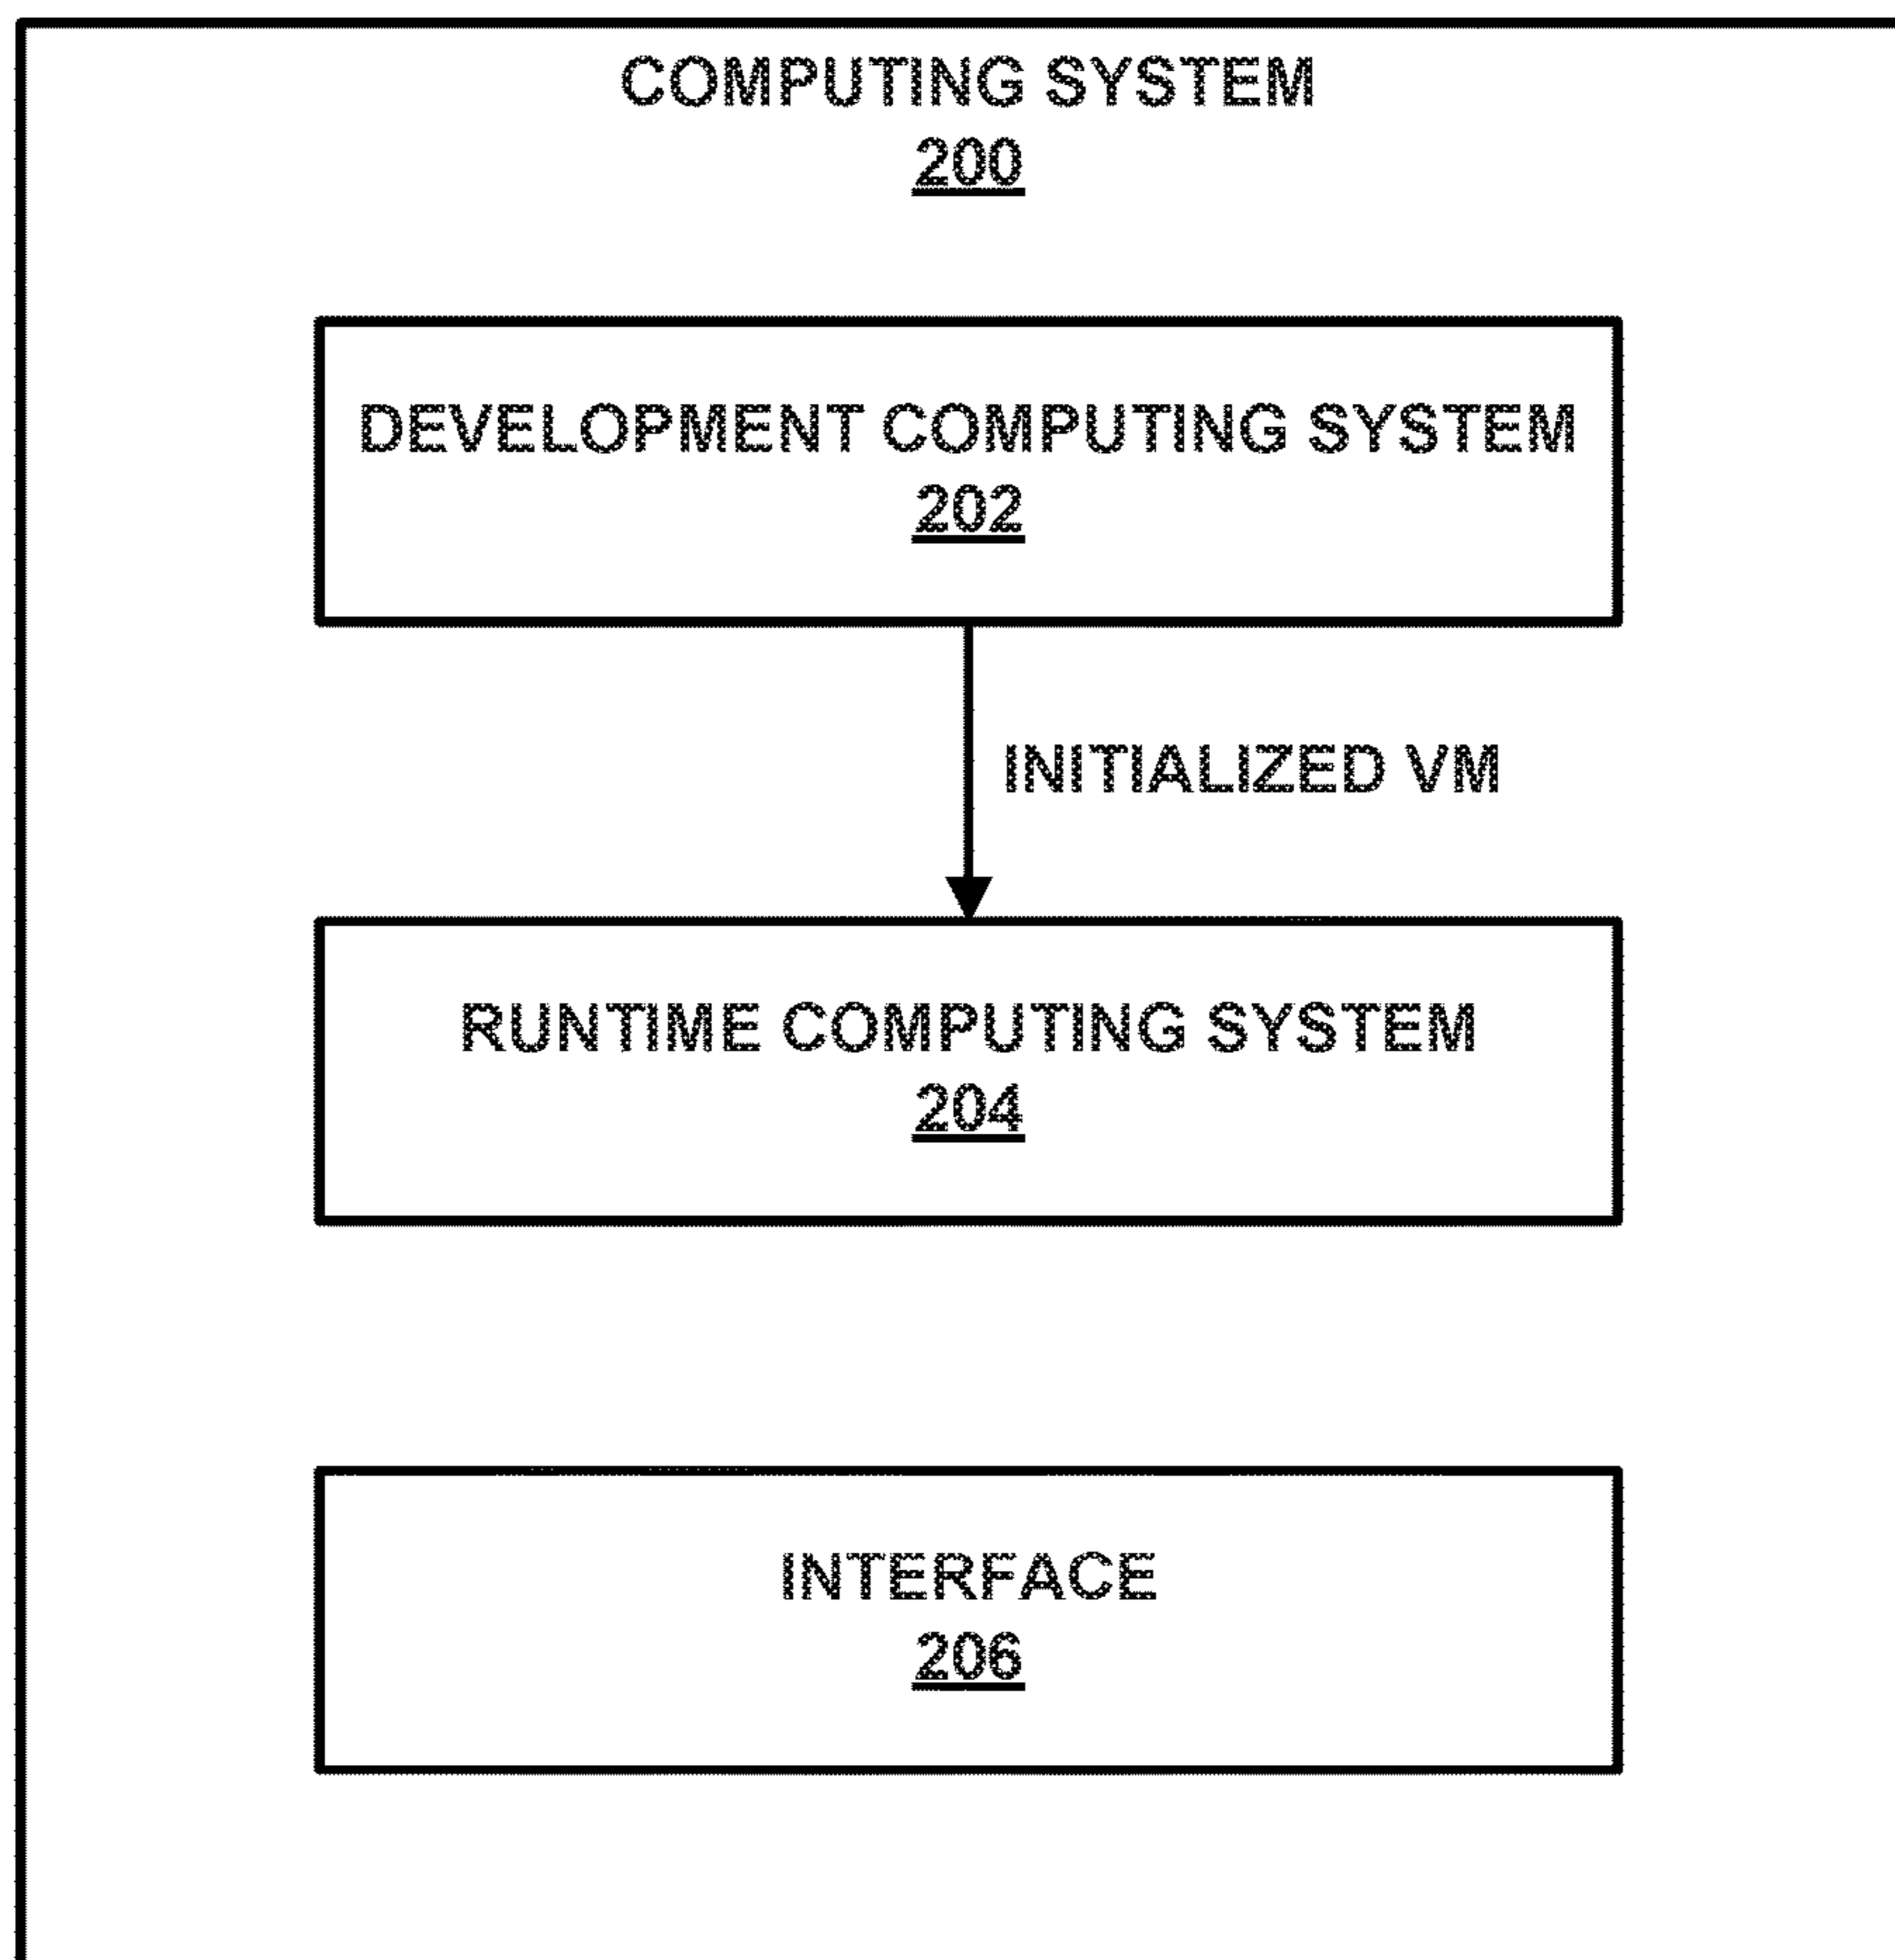 COMPUTING SYSTEM
200
DEVELOPMENT COMPUTING SYSTEM
202
INITIALIZED VM
RUNTIME COMPUTING SYSTEM
204
INTERFACE
206